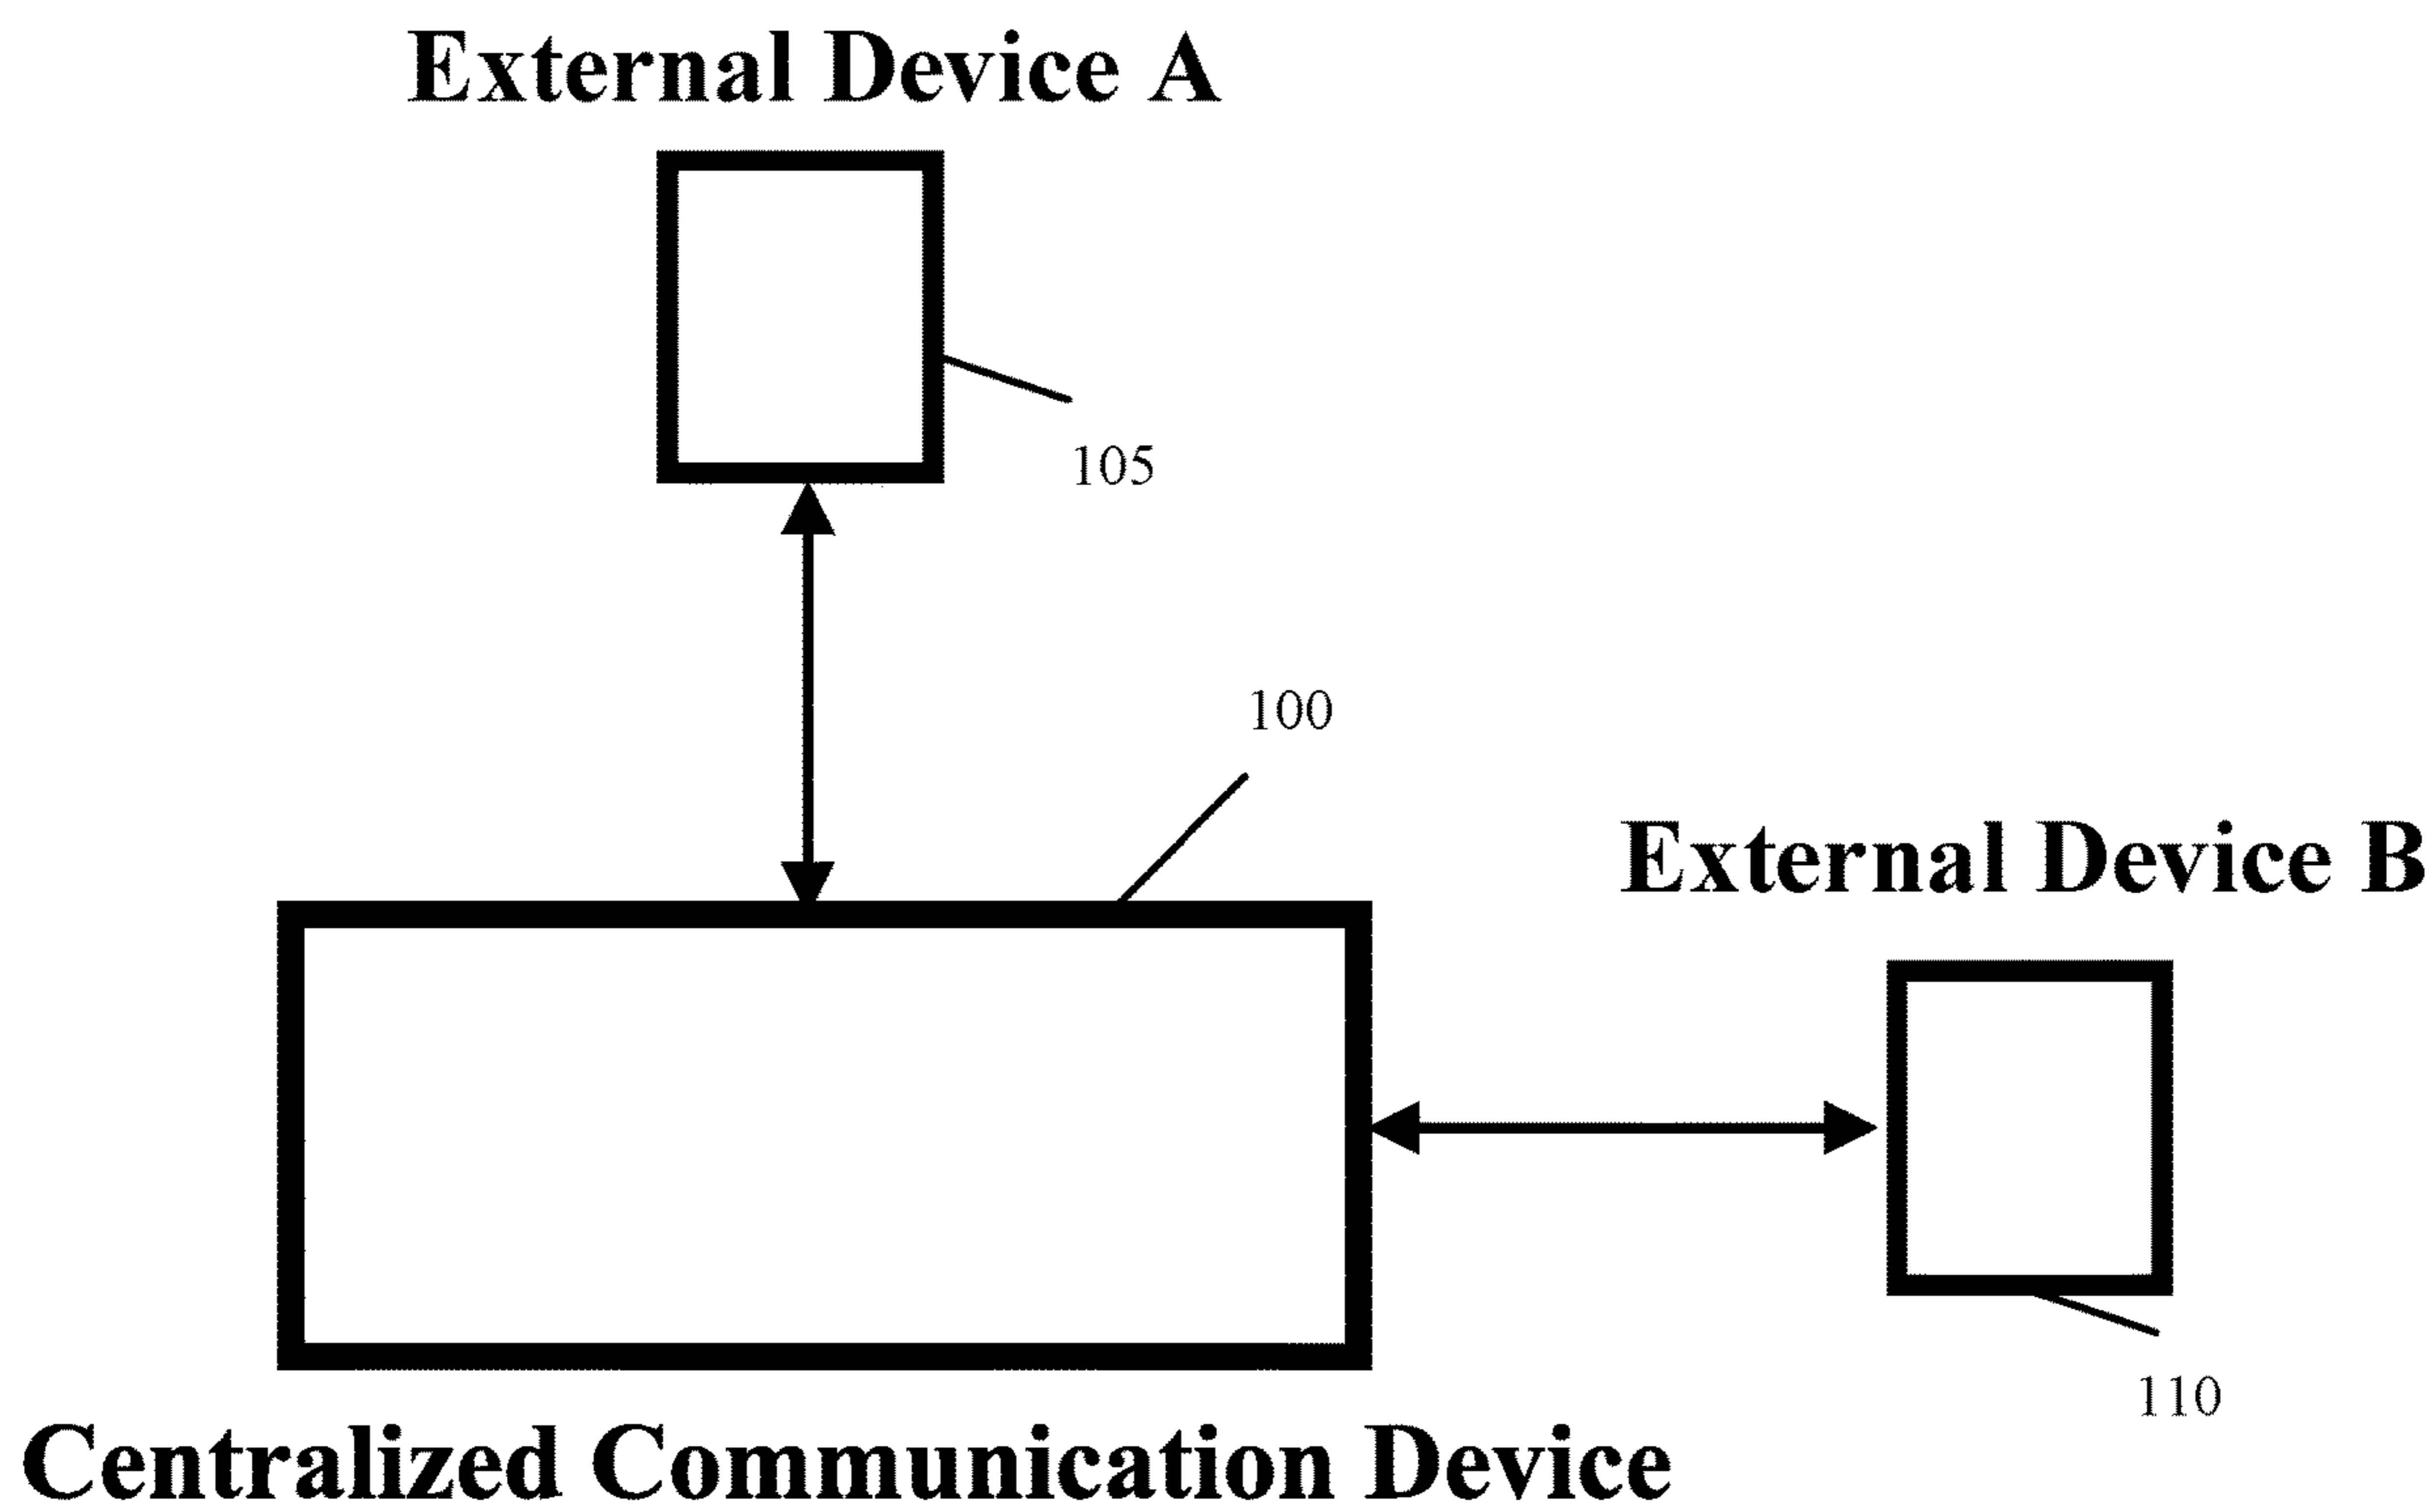 External Device A
105
100
External Device B
110
Centralized Communication Device